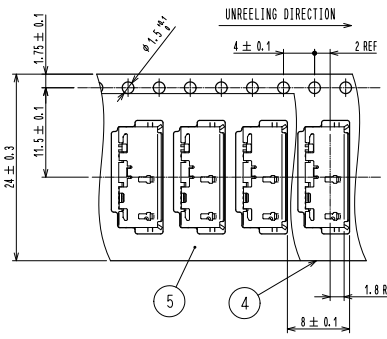 UNREELING DIRECTION
4 ± 0.1
2 REF
φ1.5 +0.1 0
1.75 ± 0.1
11.5 ± 0.1
24 ± 0.3
5
4
1.8 R
8 ± 0.1